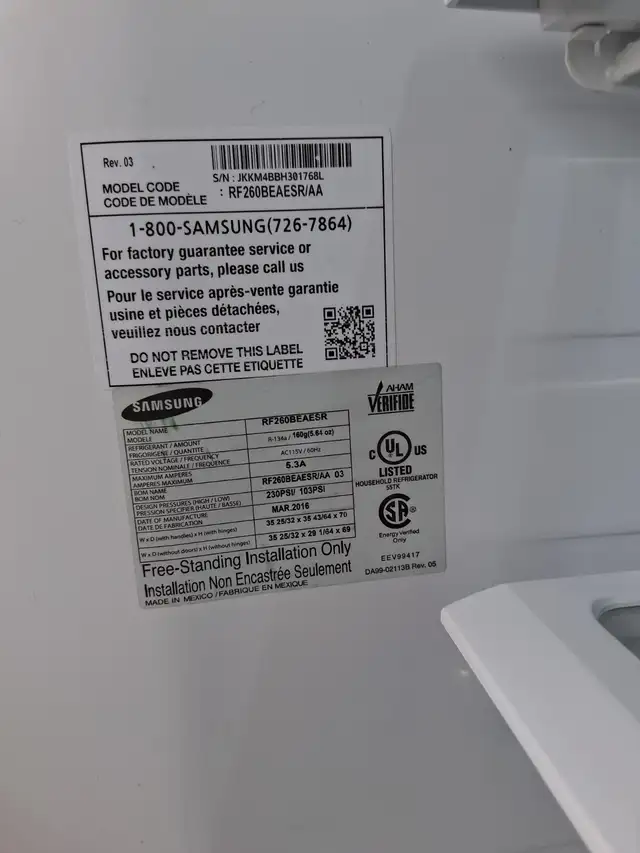 Rev. 03
S/N : JKKM4BBH301768L
MODEL CODE
CODE DE MODÈLE : RF260BEAESR/AA
1-800-SAMSUNG(726-7864)
For factory guarantee service or
accessory parts, please call us
Pour le service après-vente garantie
usine et pièces détachées,
veuillez nous contacter
DO NOT REMOVE THIS LABEL
ENLEVE PAS CETTE ETIQUETTE
SAMSUNG
AHAM
VERIFIDE
MODEL NAME
MODELE
RF260BEAESR
REFRIGERANT / AMOUNT
FRIGORIGENE / QUANTITE
R-134a / 160g(5.64 oz)
RATED VOLTAGE / FREQUENCY
TENSION NOMINALE / FREQUENCE
AC115V / 60Hz
MAXIMUM AMPERES
AMPERES MAXIMUM
5.3A
BOM NAME
BOM NOM
RF260BEAESR/AA 03
DESIGN PRESSURES (HIGH / LOW)
PRESSION SPECIFIER (HAUTE / BASSE)
230PSI/ 103PSI
DATE OF MANUFACTURE
DATE DE FABRICATION
MAR.2016
W x D (with handles) x H (with hinges)
35 25/32 x 35 43/64 x 70
W x D (without doors) x H (without hinges)
35 25/32 x 29 1/64 x 69
C UL US
LISTED
HOUSEHOLD REFRIGERATOR
55TK
SA
Energy Verified
Only
Free-Standing Installation Only
Installation Non Encastrée Seulement
MADE IN MEXICO / FABRIQUE EN MEXIQUE
EEV99417
DA99-02113B Rev. 05